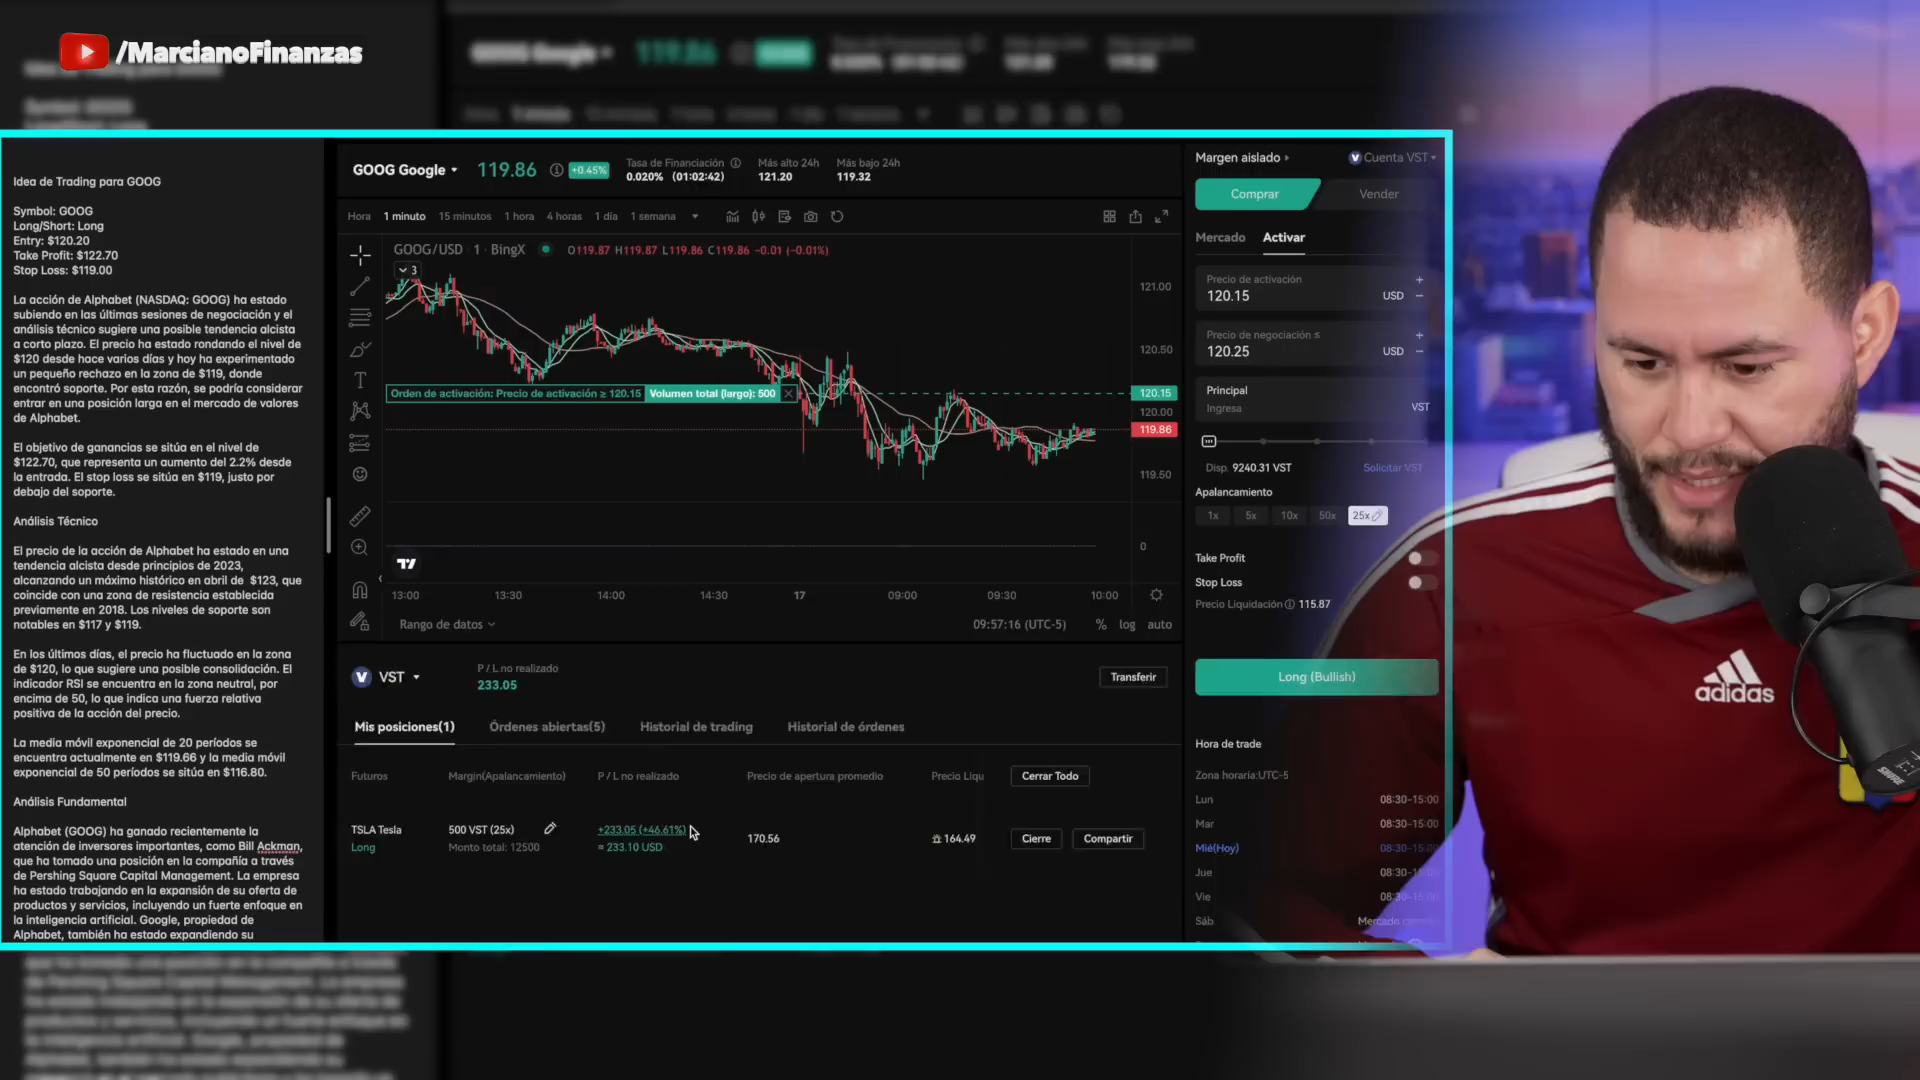 /MarcianoFinanzas
Idea de Trading para GOOG
Symbol: GOOG
Long/Short: Long
Entry: $120.20
Take Profit: $122.70
Stop Loss: $119.00
La acción de Alphabet (NASDAQ: GOOG) ha estado
subiendo en las últimas sesiones de negociación y el
análisis técnico sugiere una posible tendencia alcista
a corto plazo. El precio ha estado rondando el nivel de
$120 desde hace varios días y hoy ha experimentado
un pequeño rechazo en la zona de $119, donde
encontró soporte. Por esta razón, se podría considerar
entrar en una posición larga en el mercado de valores
de Alphabet.
El objetivo de ganancias se sitúa en el nivel de
$122.70, que representa un aumento del 2.2% desde
la entrada. El stop loss se sitúa en $119, justo por
debajo del soporte.
Análisis Técnico
El precio de la acción de Alphabet ha estado en una
tendencia alcista desde principios de 2023,
alcanzando un máximo histórico en abril de $123, que
coincide con una zona de resistencia establecida
previamente en 2018. Los niveles de soporte son
notables en $117 y $119.
En los últimos días, el precio ha fluctuado en la zona
de $120, lo que sugiere una posible consolidación. El
indicador RSI se encuentra en la zona neutral, por
encima de 50, lo que indica una fuerza relativa
positiva de la acción del precio.
La media móvil exponencial de 20 períodos se
encuentra actualmente en $119.66 y la media móvil
exponencial de 50 períodos se sitúa en $116.80.
Análisis Fundamental
Alphabet (GOOG) ha ganado recientemente la
atención de inversores importantes, como Bill Ackman,
que ha tomado una posición en la compañía a través
de Pershing Square Capital Management. La empresa
ha estado trabajando en la expansión de su oferta de
productos y servicios, incluyendo un fuerte enfoque en
la inteligencia artificial. Google, propiedad de
Alphabet, también ha estado expandiendo su
GOOG Google 119.86 +0.45%
Tasa de Financiación Más alto 24h Más bajo 24h
0.020% (01:02:42) 121.20 119.32
Hora 1 minuto 15 minutos 1 hora 4 horas 1 día 1 semana
GOOG/USD · 1 · BingX O119.87 H119.87 L119.86 C119.86 -0.01 (-0.01%)
3
121.00
120.50
Orden de activación: Precio de activación ≥ 120.15 Volumen total (largo): 500
120.15
120.00
119.86
119.50
0
13:00 13:30 14:00 14:30 17 09:00 09:30 10:00
Rango de datos 09:57:16 (UTC-5) % log auto
VST
P / L no realizado
233.05
Transferir
Mis posiciones(1) Órdenes abiertas(5) Historial de trading Historial de órdenes
Futuros Margin(Apalancamiento) P / L no realizado Precio de apertura promedio Precio Liqu Cerrar Todo
TSLA Tesla 500 VST (25x) +233.05 (+46.61%) 170.56 164.49 Cierre Compartir
Long Monto total: 12500 ≈ 233.10 USD
Margen aislado Cuenta VST
Comprar Vender
Mercado Activar
Precio de activación
120.15 USD
Precio de negociación ≤
120.25 USD
Principal
Ingresa VST
Disp. 9240.31 VST Solicitar VST
Apalancamiento
1x 5x 10x 50x 25x
Take Profit
Stop Loss
Precio Liquidación 115.87
Long (Bullish)
Hora de trade
Zona horaria:UTC-5
Lun 08:30-15:00
Mar 08:30-15:00
Mié(Hoy) 08:30-15:00
Jue 08:30-15:00
Vie 08:30-15:00
Sáb Mercado
adidas
SHURE